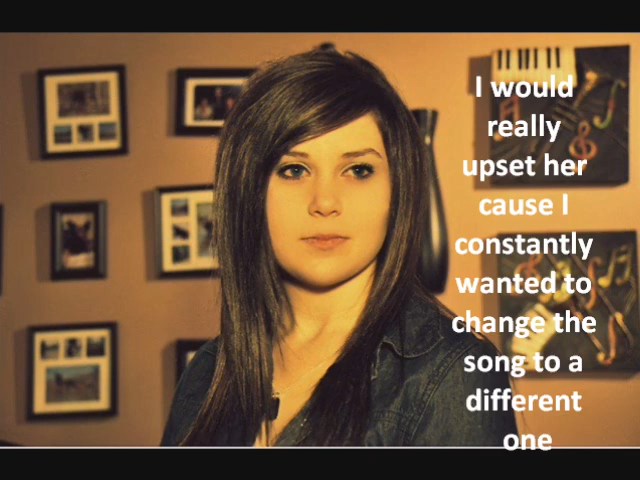 I would
really
upset her
cause I
constantly
wanted to
change the
song to a
different
one